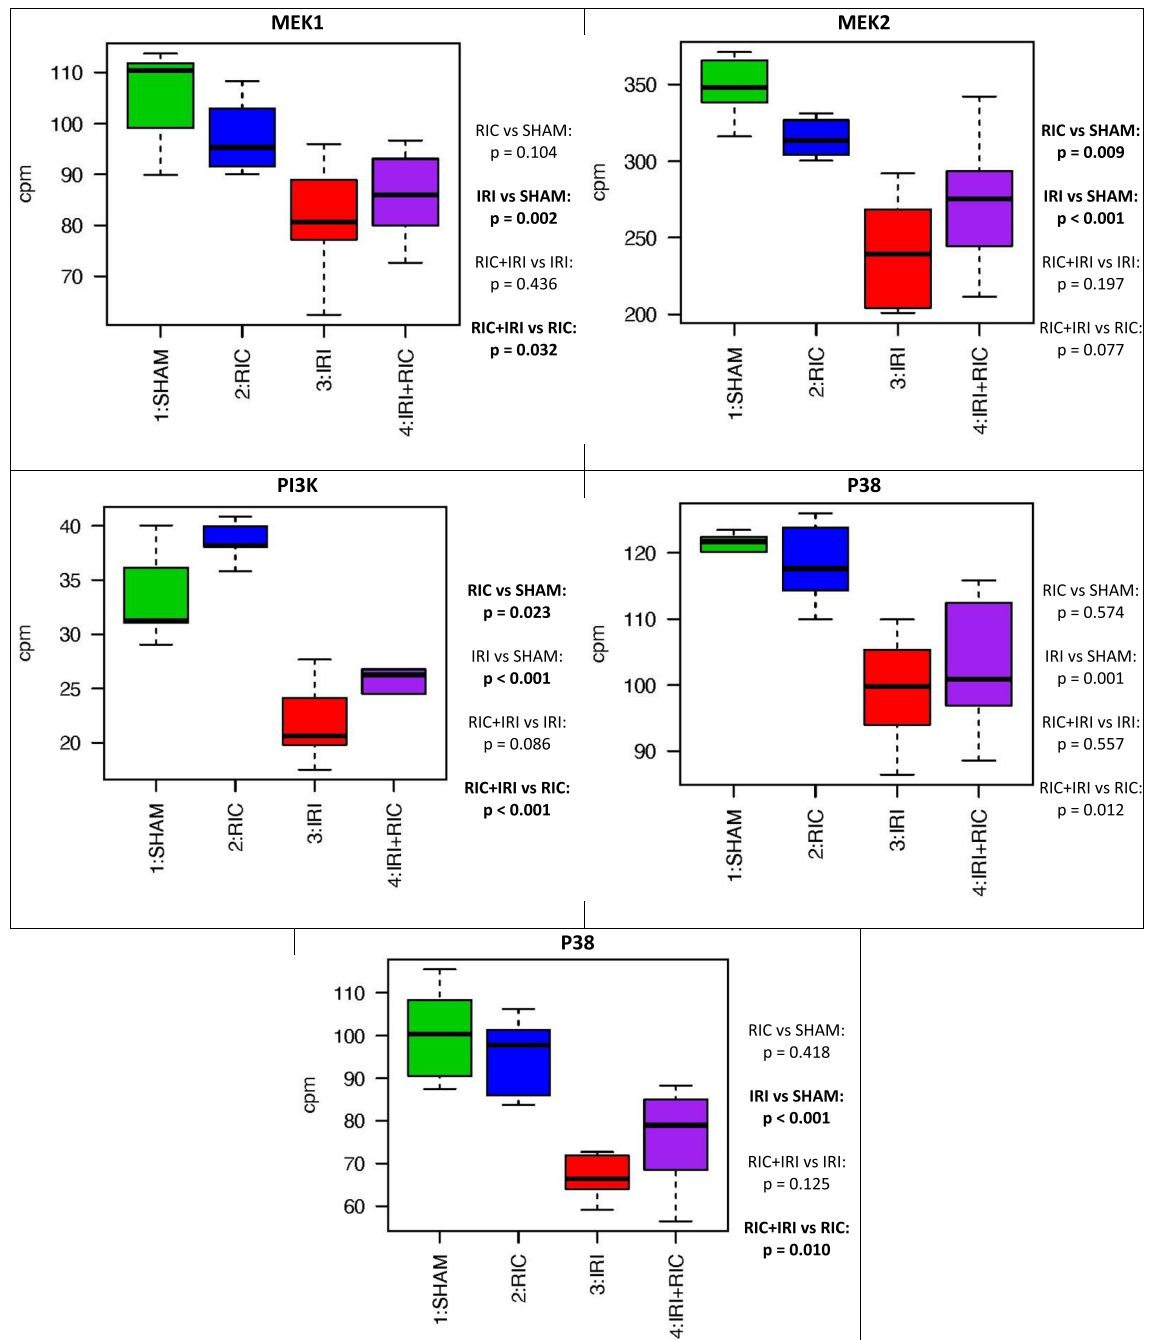 MEK1
110
100
90
80
70
cpm
1:SHAM
2:RIC
3:IRI
4:IRI+RIC
RIC vs SHAM:
p = 0.104
IRI vs SHAM:
p = 0.002
RIC+IRI vs IRI:
p = 0.436
RIC+IRI vs RIC:
p = 0.032
MEK2
350
300
250
200
cpm
1:SHAM
2:RIC
3:IRI
4:IRI+RIC
RIC vs SHAM:
p = 0.009
IRI vs SHAM:
p < 0.001
RIC+IRI vs IRI:
p = 0.197
RIC+IRI vs RIC:
p = 0.077
PI3K
40
35
30
25
20
cpm
1:SHAM
2:RIC
3:IRI
4:IRI+RIC
RIC vs SHAM:
p = 0.023
IRI vs SHAM:
p < 0.001
RIC+IRI vs IRI:
p = 0.086
RIC+IRI vs RIC:
p < 0.001
P38
120
110
100
90
cpm
1:SHAM
2:RIC
3:IRI
4:IRI+RIC
RIC vs SHAM:
p = 0.574
IRI vs SHAM:
p = 0.001
RIC+IRI vs IRI:
p = 0.557
RIC+IRI vs RIC:
p = 0.012
P38
110
100
90
80
70
60
cpm
1:SHAM
2:RIC
3:IRI
4:IRI+RIC
RIC vs SHAM:
p = 0.418
IRI vs SHAM:
p < 0.001
RIC+IRI vs IRI:
p = 0.125
RIC+IRI vs RIC:
p = 0.010